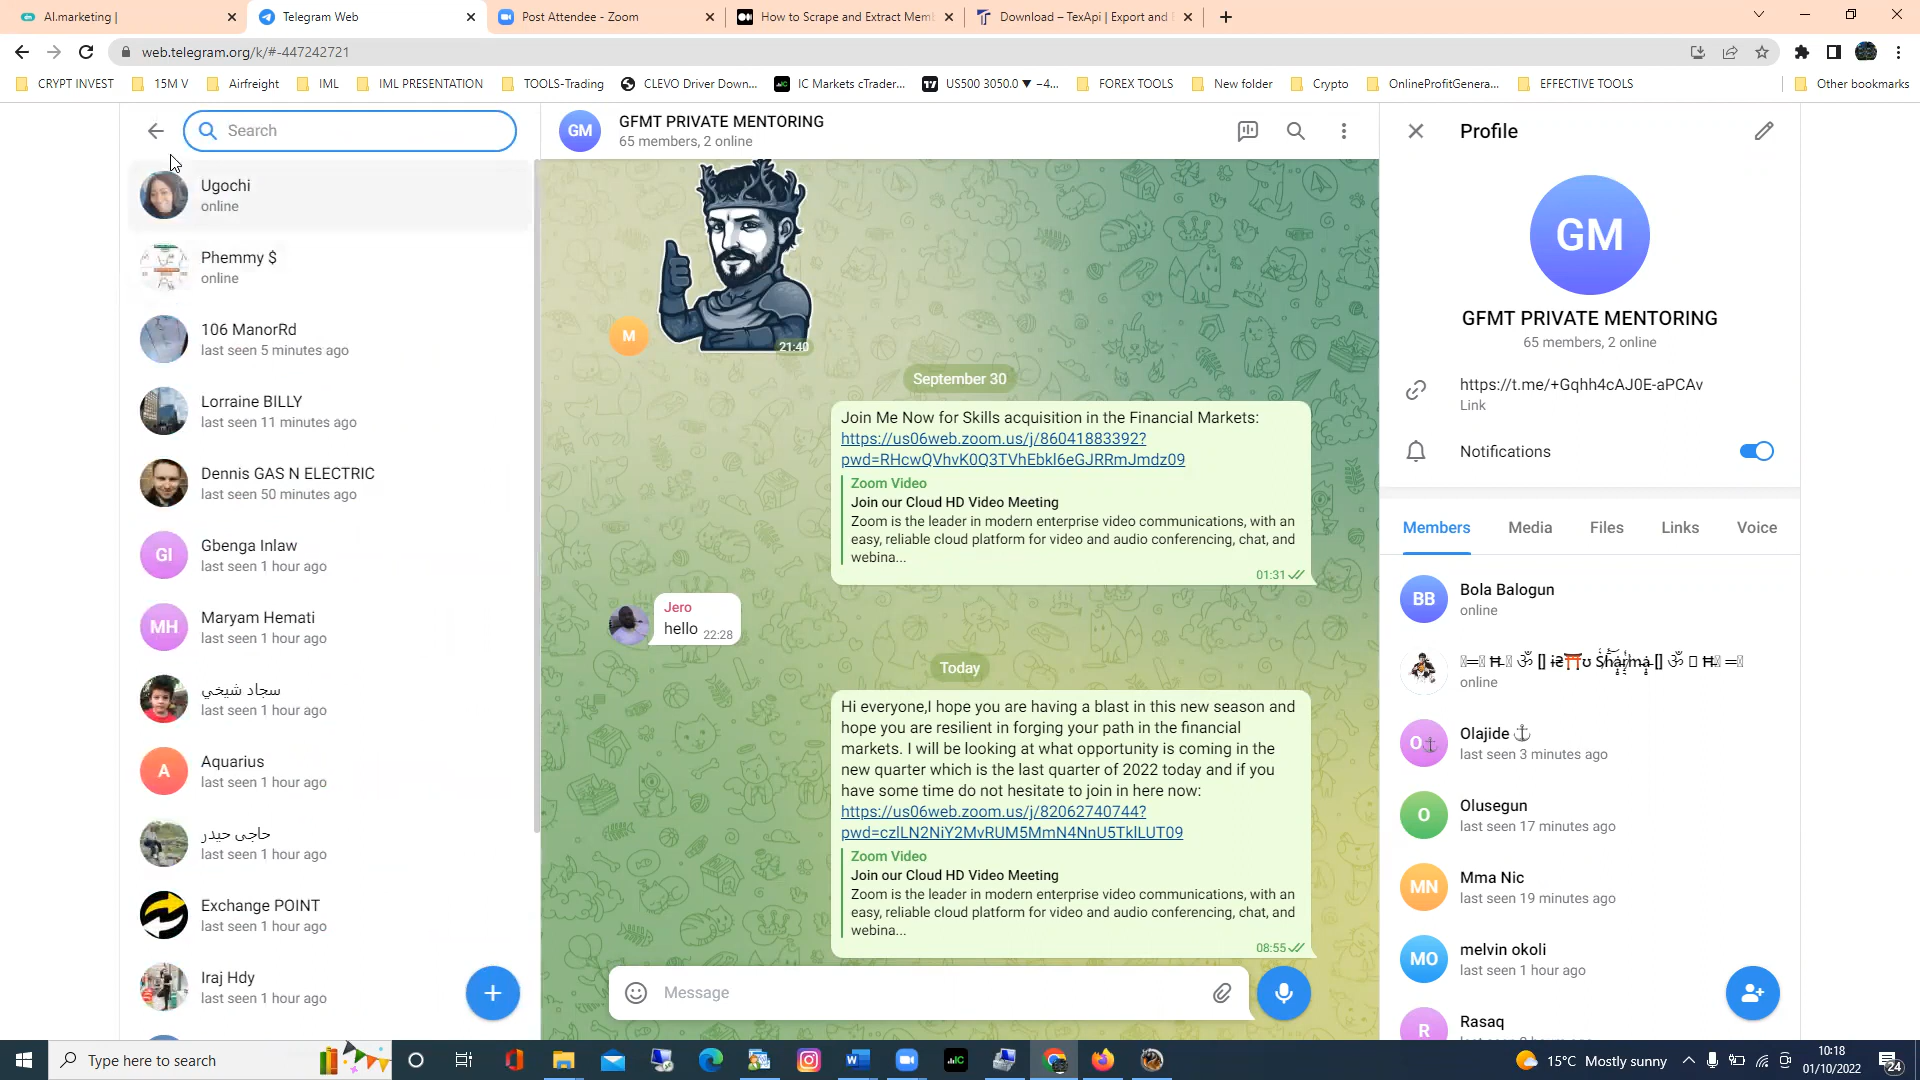 AI.marketing |
Telegram Web
Post Attendee - Zoom
How to Scrape and Extract Mem
Download – TexApi | Export and
web.telegram.org/k/#-447242721
CRYPT INVEST
15M V
Airfreight
IML
IML PRESENTATION
TOOLS-Trading
CLEVO Driver Down...
IC Markets cTrader...
US500 3050.0 ▼ −4...
FOREX TOOLS
New folder
Crypto
OnlineProfitGenera...
EFFECTIVE TOOLS
Other bookmarks
Search
Ugochi
online
Phemmy $
online
106 ManorRd
last seen 5 minutes ago
Lorraine BILLY
last seen 11 minutes ago
Dennis GAS N ELECTRIC
last seen 50 minutes ago
GI
Gbenga Inlaw
last seen 1 hour ago
MH
Maryam Hemati
last seen 1 hour ago
سجاد شيخي
last seen 1 hour ago
A
Aquarius
last seen 1 hour ago
حاجی حیدر
last seen 1 hour ago
Exchange POINT
last seen 1 hour ago
Iraj Hdy
last seen 1 hour ago
GM
GFMT PRIVATE MENTORING
65 members, 2 online
M
21:40
September 30
Join Me Now for Skills acquisition in the Financial Markets:
https://us06web.zoom.us/j/86041883392?
pwd=RHcwQVhvK0Q3TVhEbkl6eGJRRmJmdz09
Zoom Video
Join our Cloud HD Video Meeting
Zoom is the leader in modern enterprise video communications, with an
easy, reliable cloud platform for video and audio conferencing, chat, and
webina...
01:31
Jero
hello 22:28
Today
Hi everyone,I hope you are having a blast in this new season and
hope you are resilient in forging your path in the financial
markets. I will be looking at what opportunity is coming in the
new quarter which is the last quarter of 2022 today and if you
have some time do not hesitate to join in here now:
https://us06web.zoom.us/j/82062740744?
pwd=czlLN2NiY2MvRUM5MmN4NnU5TklLUT09
Zoom Video
Join our Cloud HD Video Meeting
Zoom is the leader in modern enterprise video communications, with an
easy, reliable cloud platform for video and audio conferencing, chat, and
webina...
08:55
Message
Profile
GM
GFMT PRIVATE MENTORING
65 members, 2 online
https://t.me/+Gqhh4cAJ0E-aPCAv
Link
Notifications
Members
Media
Files
Links
Voice
BB
Bola Balogun
online
online
O⚓
Olajide ⚓
last seen 3 minutes ago
O
Olusegun
last seen 17 minutes ago
MN
Mma Nic
last seen 19 minutes ago
MO
melvin okoli
last seen 1 hour ago
R
Rasaq
Type here to search
15°C Mostly sunny
10:18
01/10/2022
24